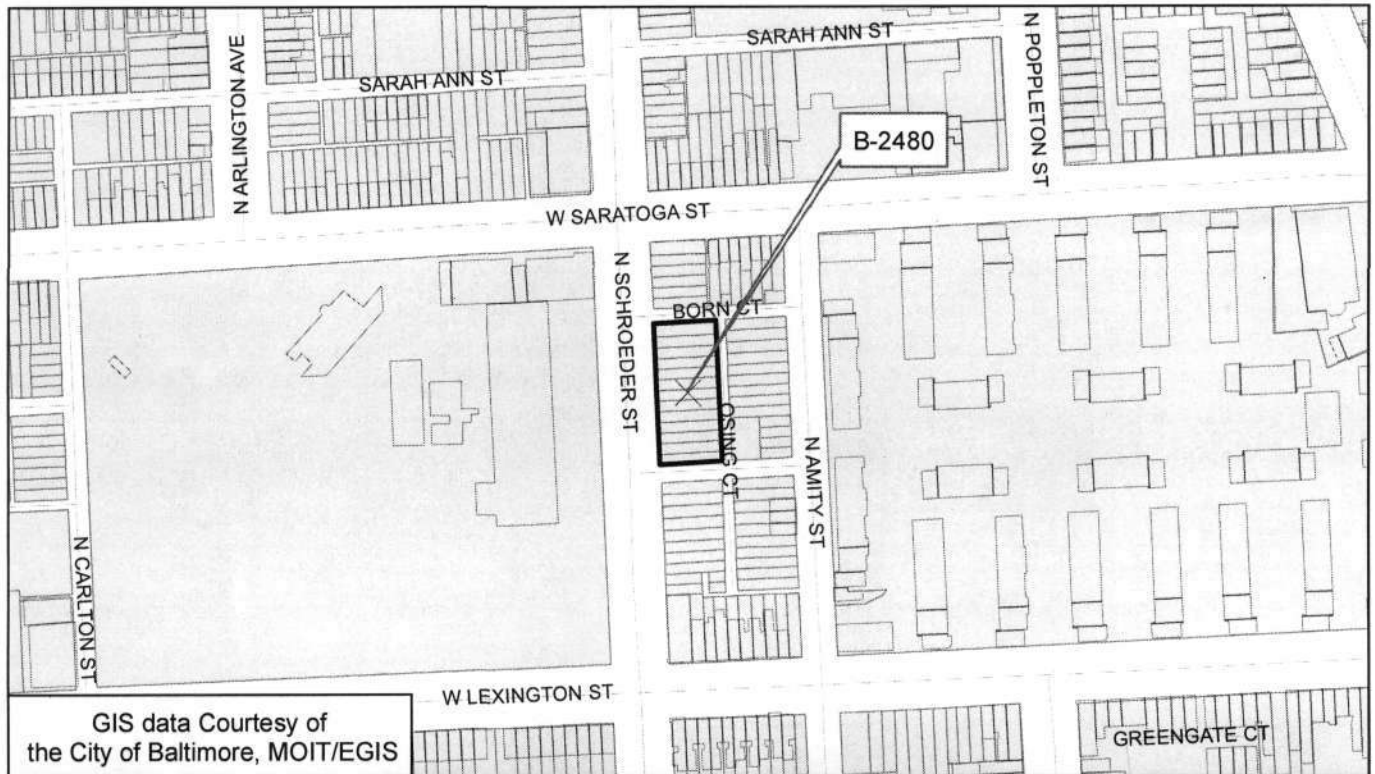 SARAH ANN ST
N POPPLETON ST
N ARLINGTON AVE
SARAH ANN ST
B-2480
W SARATOGA ST
N SCHROEDER ST
BORN CT
OSING CT
N AMITY ST
N CARLTON ST
W LEXINGTON ST
GREENGATE CT
GIS data Courtesy of
the City of Baltimore, MOIT/EGIS